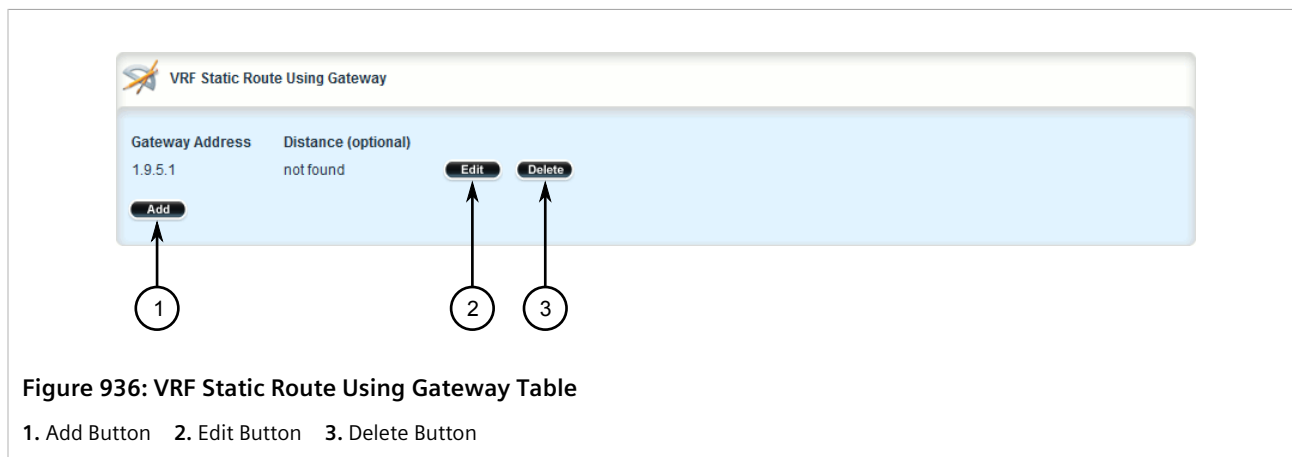 VRF Static Route Using Gateway
Gateway Address Distance (optional)
1.9.5.1 not found Edit Delete
Add
1 2 3
Figure 936: VRF Static Route Using Gateway Table
1. Add Button 2. Edit Button 3. Delete Button